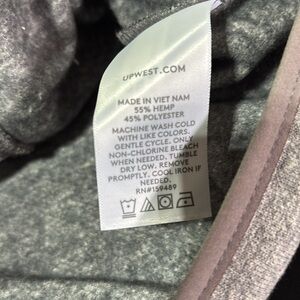 UPWEST.COM
MADE IN VIET NAM
55% HEMP
45% POLYESTER
MACHINE WASH COLD
WITH LIKE COLORS.
GENTLE CYCLE. ONLY
NON-CHLORINE BLEACH
WHEN NEEDED. TUMBLE
DRY LOW. REMOVE
PROMPTLY. COOL IRON IF
NEEDED.
RN#159489